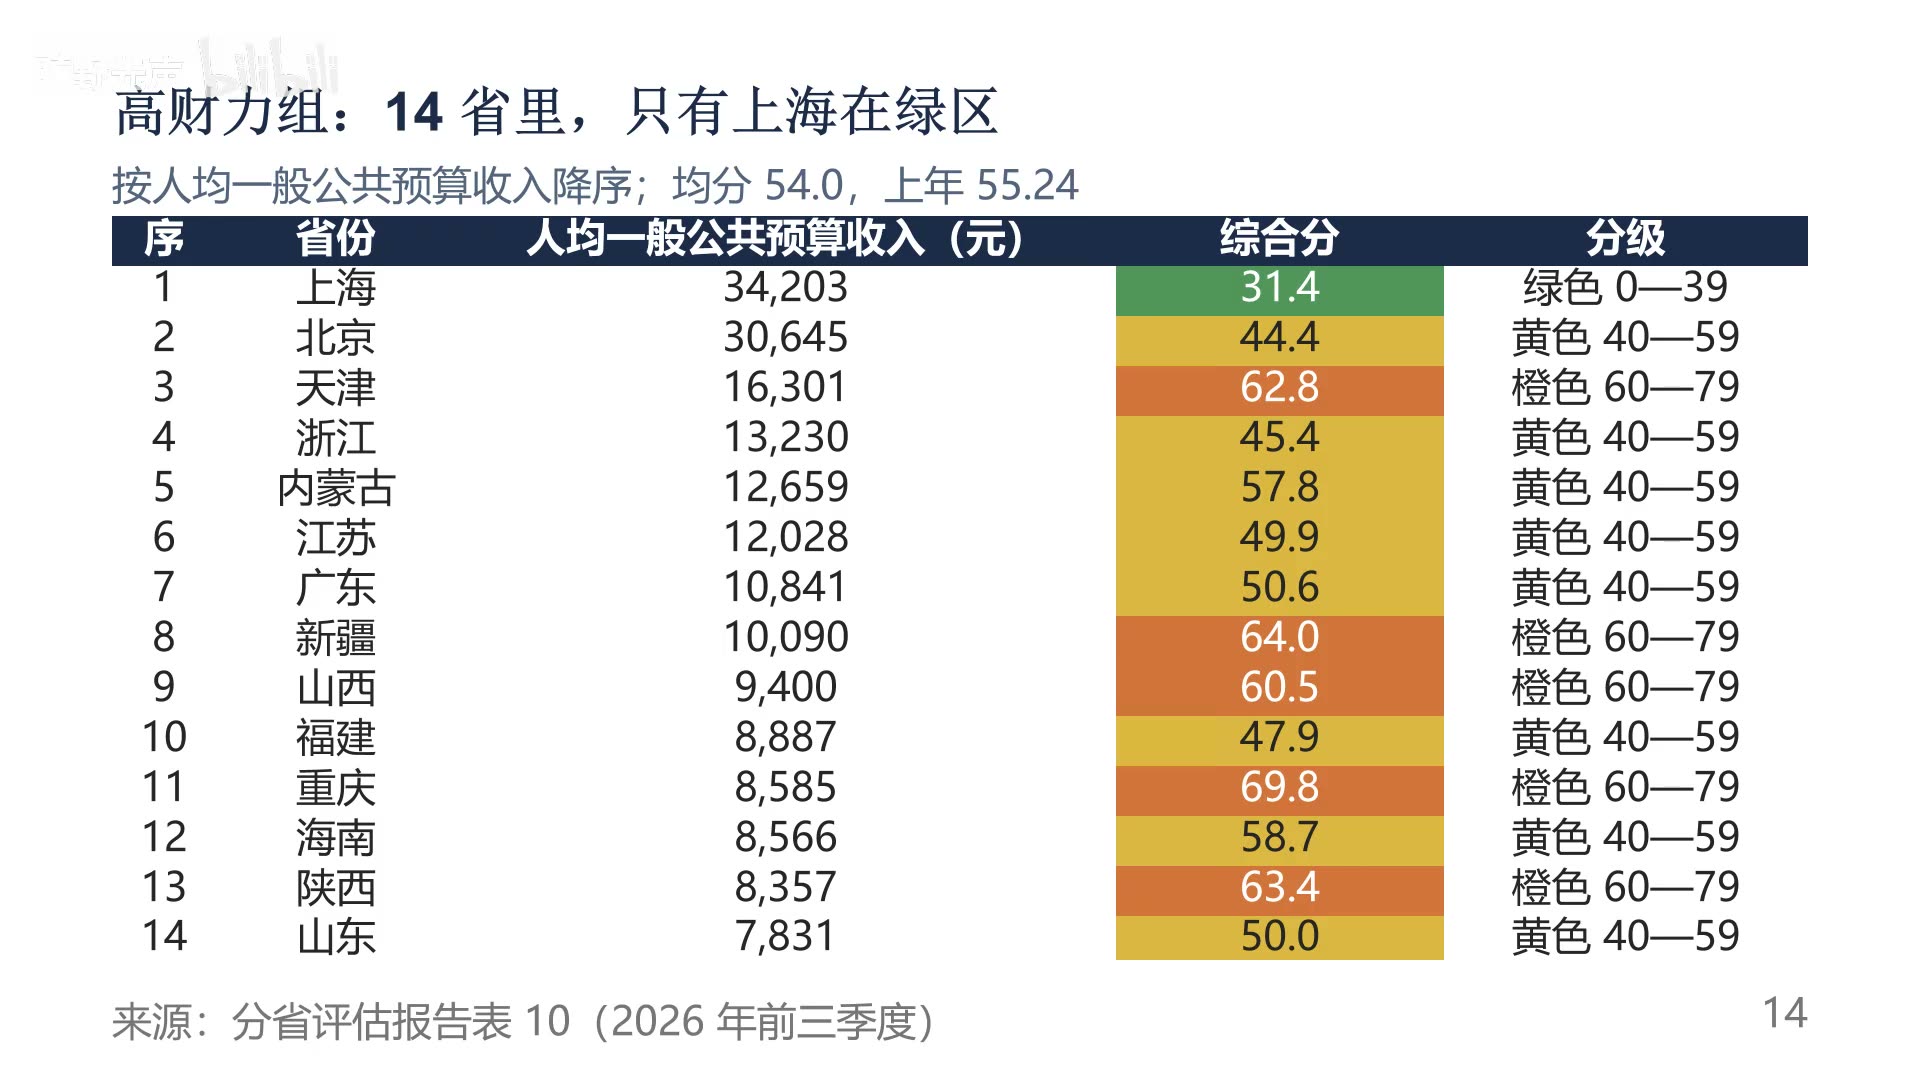 bilibili
高财力组：14 省里，只有上海在绿区
按人均一般公共预算收入降序；均分 54.0，上年 55.24
序 省份 人均一般公共预算收入（元） 综合分 分级
1 上海 34,203 31.4 绿色 0—39
2 北京 30,645 44.4 黄色 40—59
3 天津 16,301 62.8 橙色 60—79
4 浙江 13,230 45.4 黄色 40—59
5 内蒙古 12,659 57.8 黄色 40—59
6 江苏 12,028 49.9 黄色 40—59
7 广东 10,841 50.6 黄色 40—59
8 新疆 10,090 64.0 橙色 60—79
9 山西 9,400 60.5 橙色 60—79
10 福建 8,887 47.9 黄色 40—59
11 重庆 8,585 69.8 橙色 60—79
12 海南 8,566 58.7 黄色 40—59
13 陕西 8,357 63.4 橙色 60—79
14 山东 7,831 50.0 黄色 40—59
来源：分省评估报告表 10（2026 年前三季度）
14